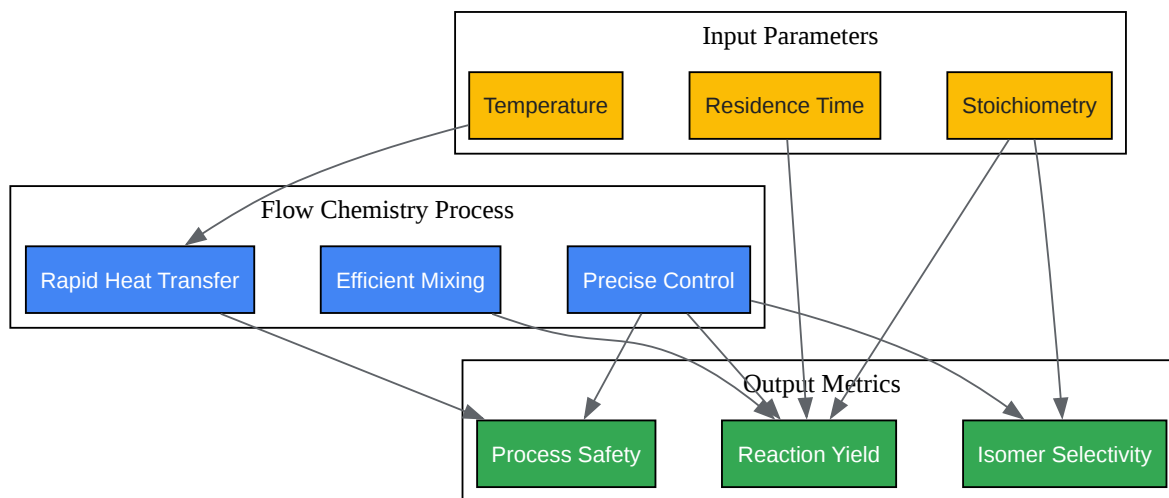 Input Parameters
Temperature
Residence Time
Stoichiometry
Flow Chemistry Process
Rapid Heat Transfer
Efficient Mixing
Precise Control
Output Metrics
Process Safety
Reaction Yield
Isomer Selectivity